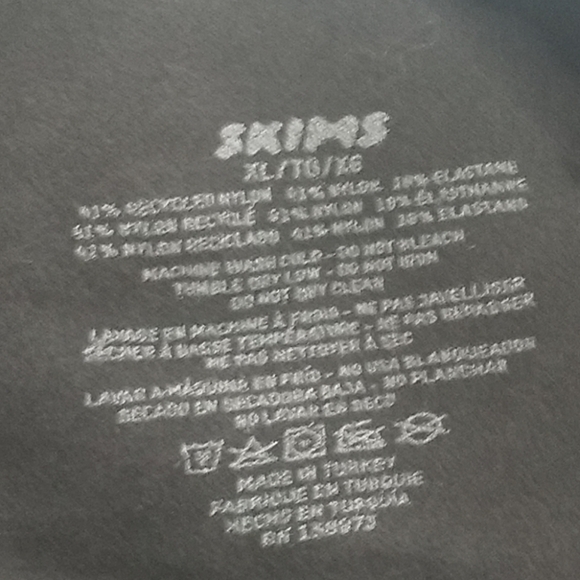 SKIMS
XL/TG/XG
41% RECYCLED NYLON 41% NYLON 18% ELASTANE
41% NYLON RECYCLÉ 41% NYLON 18% ÉLASTHANNE
41% NYLON RECICLADO 41% NYLON 18% ELASTANO
MACHINE WASH COLD - DO NOT BLEACH
TUMBLE DRY LOW - DO NOT IRON
DO NOT DRY CLEAN
LAVAGE EN MACHINE À FROID - NE PAS JAVELLISER
SÉCHER À BASSE TEMPÉRATURE - NE PAS REPASSER
NE PAS NETTOYER À SEC
LAVAR A MÁQUINA EN FRÍO - NO USA BLANQUEADOR
SECADO EN SECADORA BAJA - NO PLANCHAR
NO LAVAR EN SECO
MADE IN TURKEY
FABRIQUE EN TURQUIE
HECHO EN TURQUÍA
RN 158973